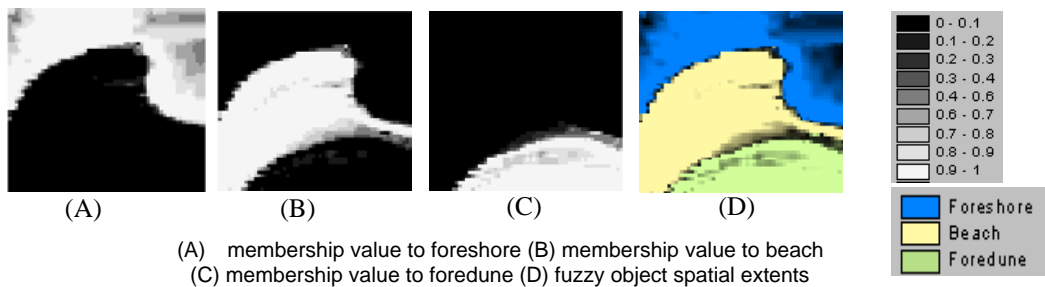 0 - 0.1
0.1 - 0.2
0.2 - 0.3
0.3 - 0.4
0.4 - 0.6
0.6 - 0.7
0.7 - 0.8
0.8 - 0.9
0.9 - 1
(A) (B) (C) (D)
Foreshore
Beach
Foredune
(A) membership value to foreshore (B) membership value to beach
(C) membership value to foredune (D) fuzzy object spatial extents